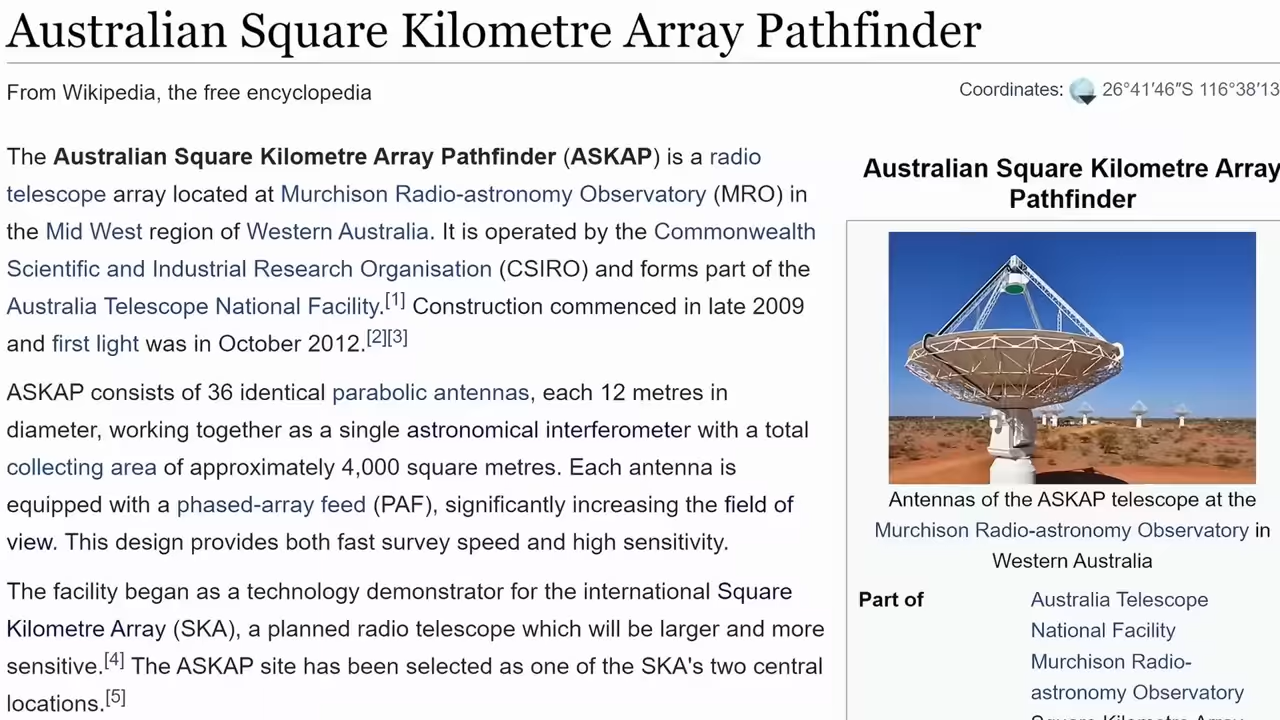 Australian Square Kilometre Array Pathfinder
From Wikipedia, the free encyclopedia
Coordinates: 26°41′46″S 116°38′13
The Australian Square Kilometre Array Pathfinder (ASKAP) is a radio
telescope array located at Murchison Radio-astronomy Observatory (MRO) in
the Mid West region of Western Australia. It is operated by the Commonwealth
Scientific and Industrial Research Organisation (CSIRO) and forms part of the
Australia Telescope National Facility.[1] Construction commenced in late 2009
and first light was in October 2012.[2][3]
ASKAP consists of 36 identical parabolic antennas, each 12 metres in
diameter, working together as a single astronomical interferometer with a total
collecting area of approximately 4,000 square metres. Each antenna is
equipped with a phased-array feed (PAF), significantly increasing the field of
view. This design provides both fast survey speed and high sensitivity.
The facility began as a technology demonstrator for the international Square
Kilometre Array (SKA), a planned radio telescope which will be larger and more
sensitive.[4] The ASKAP site has been selected as one of the SKA's two central
locations.[5]
Australian Square Kilometre Array
Pathfinder
Antennas of the ASKAP telescope at the
Murchison Radio-astronomy Observatory in
Western Australia
Part of
Australia Telescope
National Facility
Murchison Radio-
astronomy Observatory
Square Kilometre Array